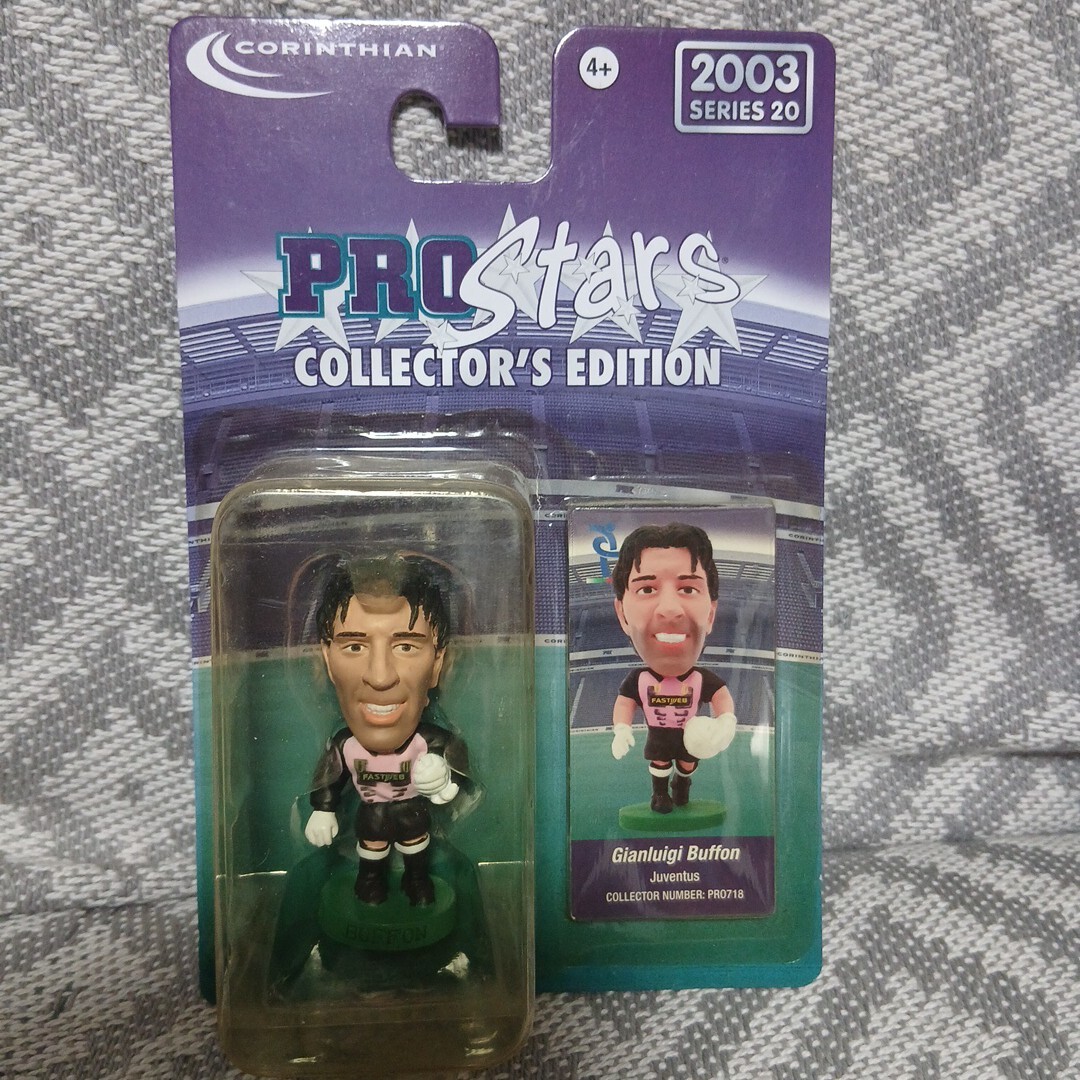 CORINTHIAN
4+
2003
SERIES 20
PROStars
COLLECTOR'S EDITION
FASTWEB
BUFFON
FASTWEB
Gianluigi Buffon
Juventus
COLLECTOR NUMBER: PRO718